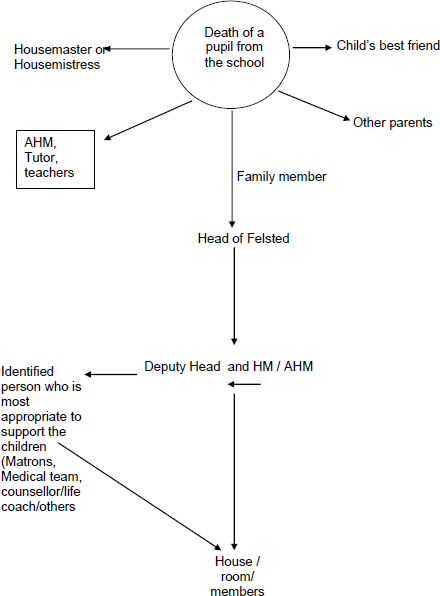 Death of a
pupil from
the school
Housemaster or
Housemistress
Child's best friend
Other parents
AHM,
Tutor,
teachers
Family member
Head of Felsted
Deputy Head and HM / AHM
Identified
person who is
most
appropriate to
support the
children
(Matrons,
Medical team,
counsellor/life
coach/others
House /
room/
members